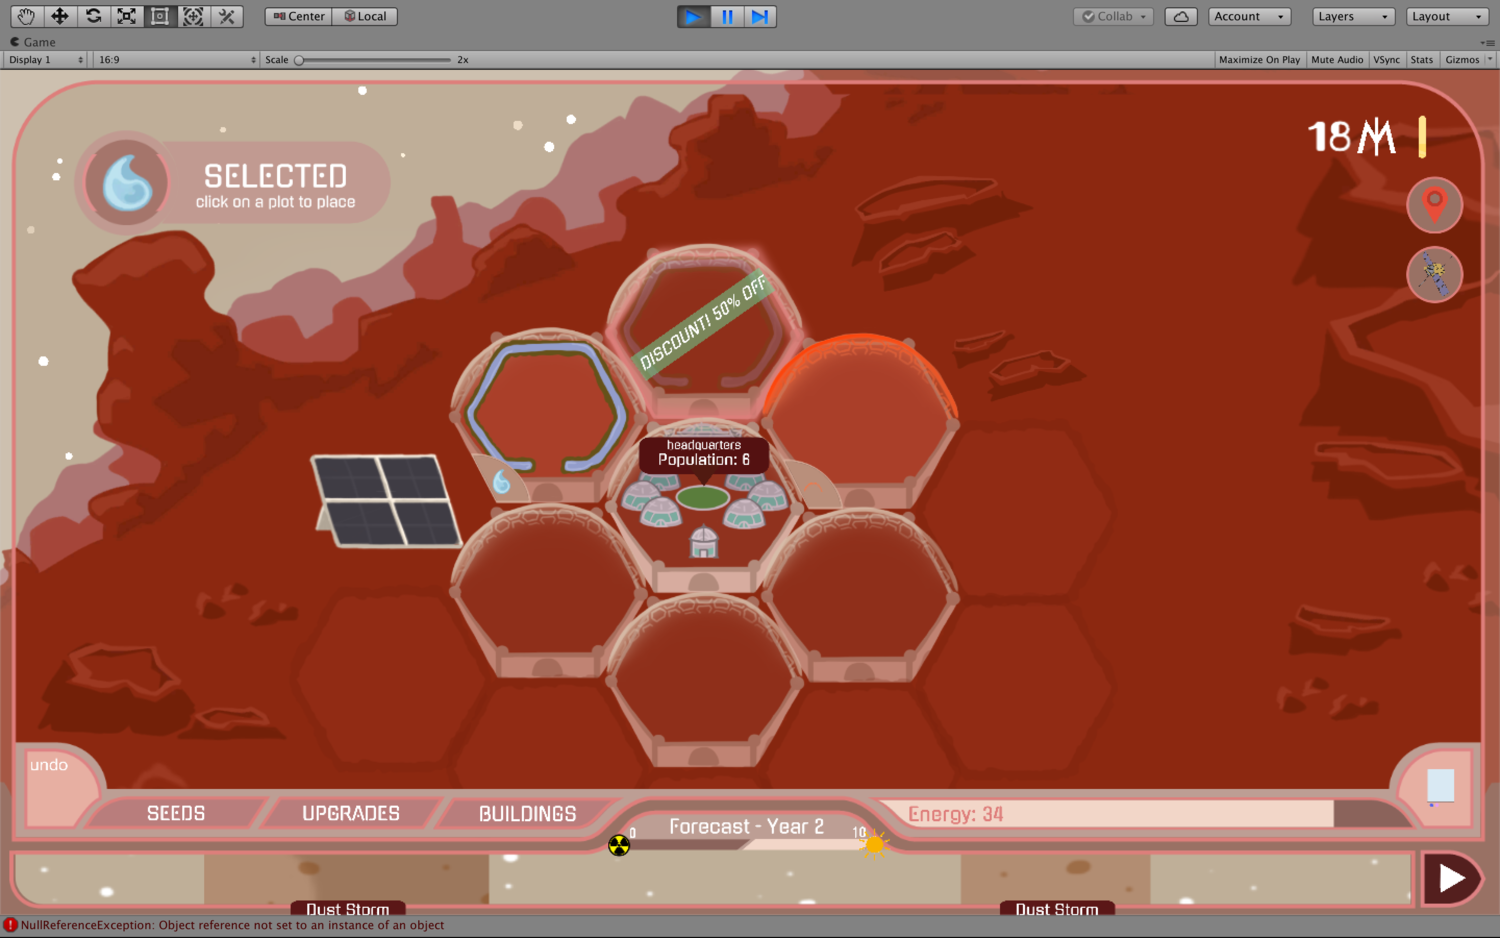 Center
Local
Collab
Account
Layers
Layout
Game
Display 1
16:9
Scale
2x
Maximize On Play
Mute Audio
VSync
Stats
Gizmos
SELECTED
click on a plot to place
18
DISCOUNT! 50% OFF
headquarters
Population: 6
undo
SEEDS
UPGRADES
BUILDINGS
Forecast - Year 2
0
10
Energy: 34
Dust Storm
Dust Storm
NullReferenceException: Object reference not set to an instance of an object